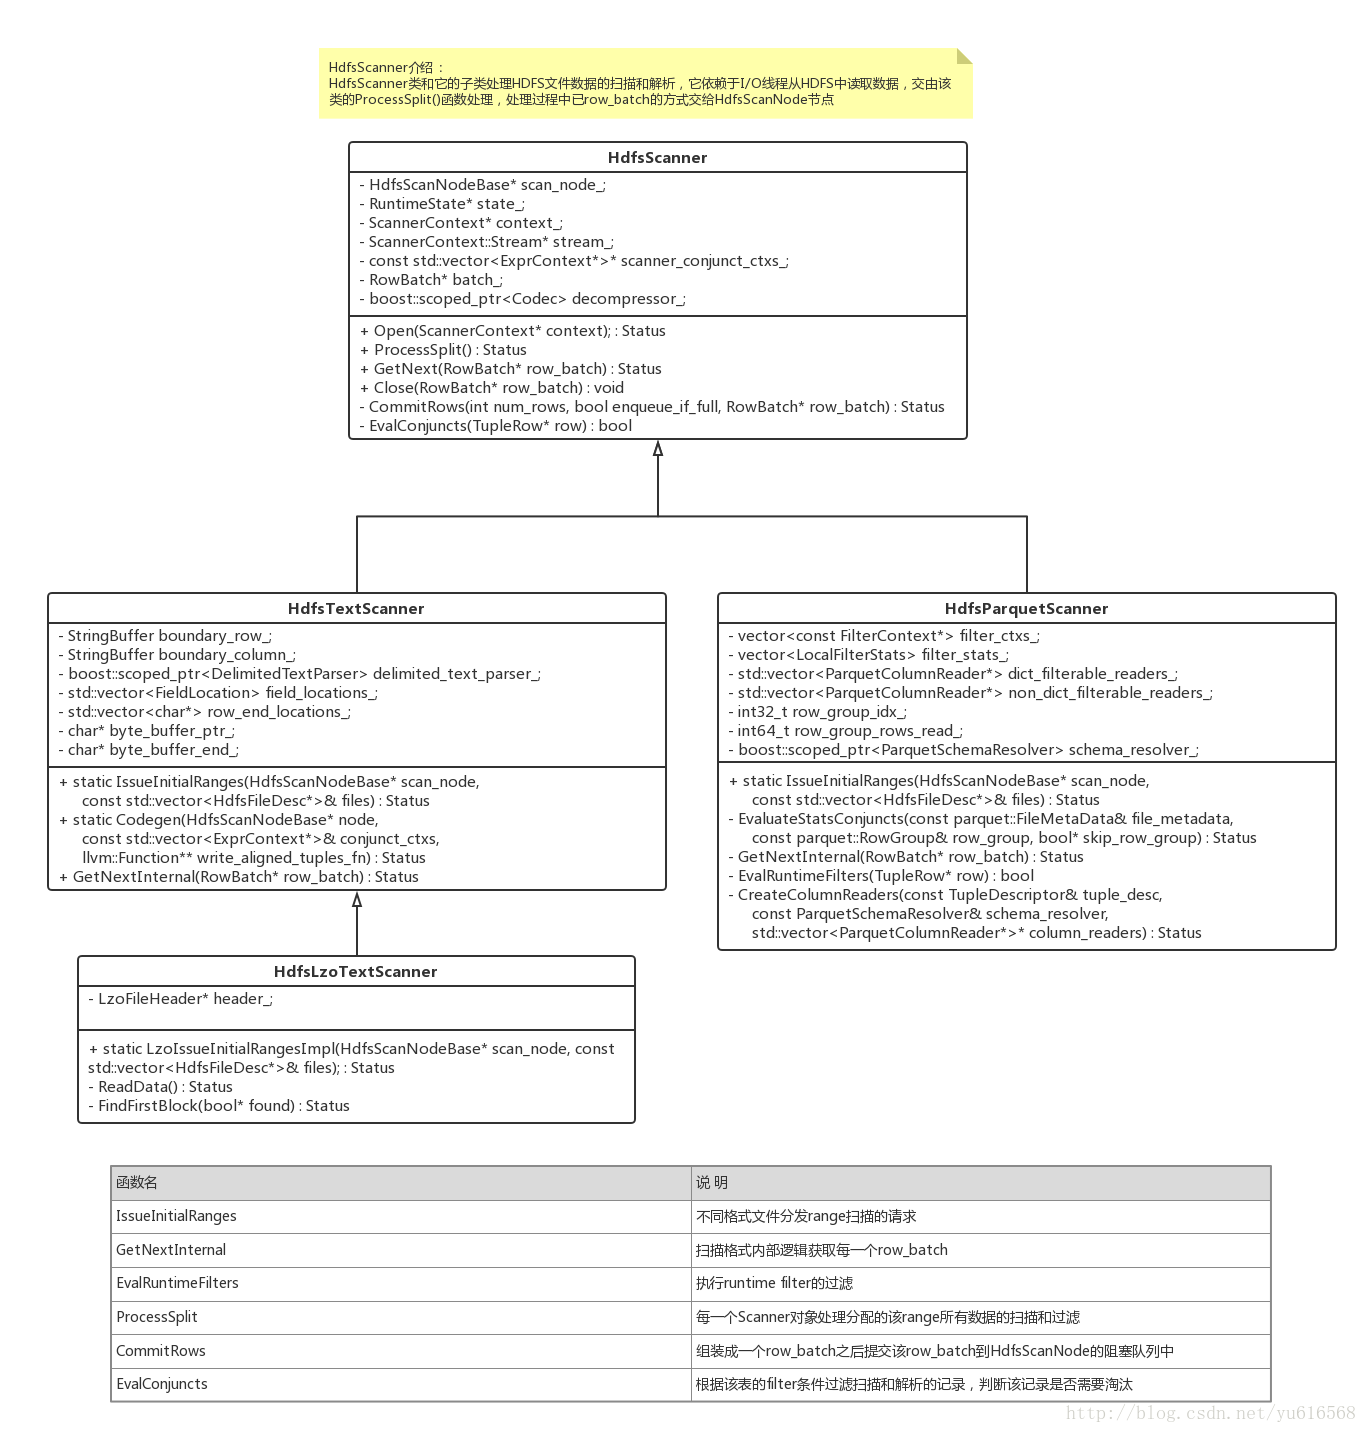 HdfsScanner介绍：
HdfsScanner类和它的子类处理HDFS文件数据的扫描和解析，它依赖于I/O线程从HDFS中读取数据，交由该
类的ProcessSplit()函数处理，处理过程中已row_batch的方式交给HdfsScanNode节点
HdfsScanner
- HdfsScanNodeBase* scan_node_;
- RuntimeState* state_;
- ScannerContext* context_;
- ScannerContext::Stream* stream_;
- const std::vector<ExprContext*>* scanner_conjunct_ctxs_;
- RowBatch* batch_;
- boost::scoped_ptr<Codec> decompressor_;
+ Open(ScannerContext* context); : Status
+ ProcessSplit() : Status
+ GetNext(RowBatch* row_batch) : Status
+ Close(RowBatch* row_batch) : void
- CommitRows(int num_rows, bool enqueue_if_full, RowBatch* row_batch) : Status
- EvalConjuncts(TupleRow* row) : bool
HdfsTextScanner
- StringBuffer boundary_row_;
- StringBuffer boundary_column_;
- boost::scoped_ptr<DelimitedTextParser> delimited_text_parser_;
- std::vector<FieldLocation> field_locations_;
- std::vector<char*> row_end_locations_;
- char* byte_buffer_ptr_;
- char* byte_buffer_end_;
+ static IssueInitialRanges(HdfsScanNodeBase* scan_node,
const std::vector<HdfsFileDesc*>& files) : Status
+ static Codegen(HdfsScanNodeBase* node,
const std::vector<ExprContext*>& conjunct_ctxs,
llvm::Function** write_aligned_tuples_fn) : Status
+ GetNextInternal(RowBatch* row_batch) : Status
HdfsParquetScanner
- vector<const FilterContext*> filter_ctxs_;
- vector<LocalFilterStats> filter_stats_;
- std::vector<ParquetColumnReader*> dict_filterable_readers_;
- std::vector<ParquetColumnReader*> non_dict_filterable_readers_;
- int32_t row_group_idx_;
- int64_t row_group_rows_read_;
- boost::scoped_ptr<ParquetSchemaResolver> schema_resolver_;
+ static IssueInitialRanges(HdfsScanNodeBase* scan_node,
const std::vector<HdfsFileDesc*>& files) : Status
- EvaluateStatsConjuncts(const parquet::FileMetaData& file_metadata,
const parquet::RowGroup& row_group, bool* skip_row_group) : Status
- GetNextInternal(RowBatch* row_batch) : Status
- EvalRuntimeFilters(TupleRow* row) : bool
- CreateColumnReaders(const TupleDescriptor& tuple_desc,
const ParquetSchemaResolver& schema_resolver,
std::vector<ParquetColumnReader*>* column_readers) : Status
HdfsLzoTextScanner
- LzoFileHeader* header_;
+ static LzoIssueInitialRangesImpl(HdfsScanNodeBase* scan_node, const
std::vector<HdfsFileDesc*>& files); : Status
- ReadData() : Status
- FindFirstBlock(bool* found) : Status
函数名 说 明
IssueInitialRanges 不同格式文件分发range扫描的请求
GetNextInternal 扫描格式内部逻辑获取每一个row_batch
EvalRuntimeFilters 执行runtime filter的过滤
ProcessSplit 每一个Scanner对象处理分配的该range所有数据的扫描和过滤
CommitRows 组装成一个row_batch之后提交该row_batch到HdfsScanNode的阻塞队列中
EvalConjuncts 根据该表的filter条件过滤扫描和解析的记录，判断该记录是否需要淘汰
http://blog.csdn.net/yu616568